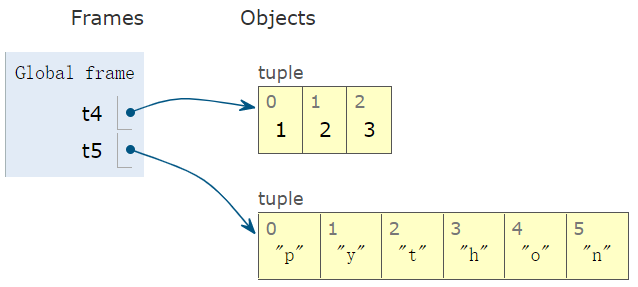 Frames Objects
Global frame
t4
t5
tuple
0 1 2
1 2 3
tuple
0 1 2 3 4 5
"p" "y" "t" "h" "o" "n"